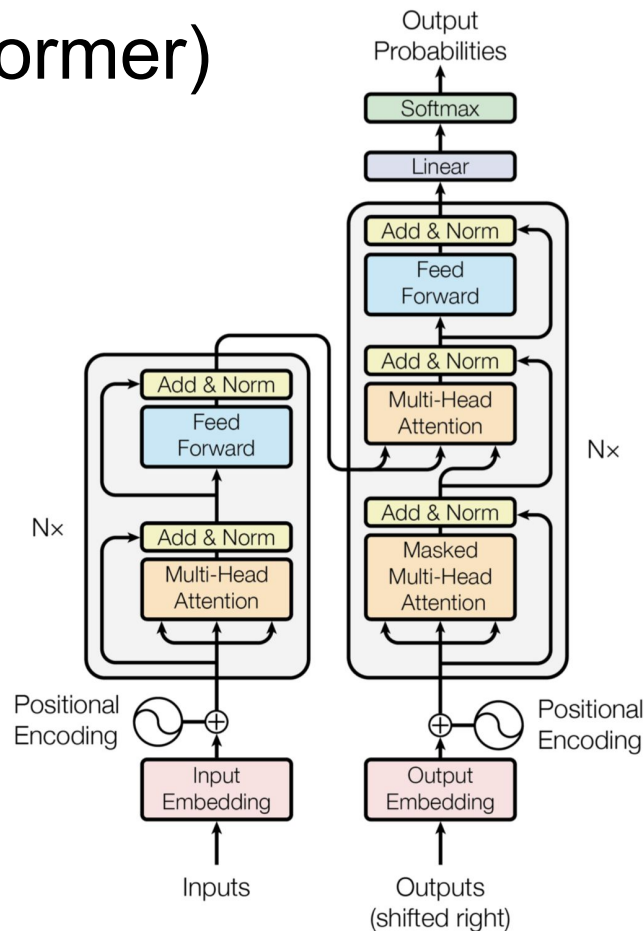 ormer)
Output
Probabilities
Softmax
Linear
Add & Norm
Feed
Forward
Add & Norm
Multi-Head
Attention
Add & Norm
Masked
Multi-Head
Attention
Nx
Add & Norm
Feed
Forward
Add & Norm
Multi-Head
Attention
Nx
Positional
Encoding
Positional
Encoding
Input
Embedding
Output
Embedding
Inputs
Outputs
(shifted right)